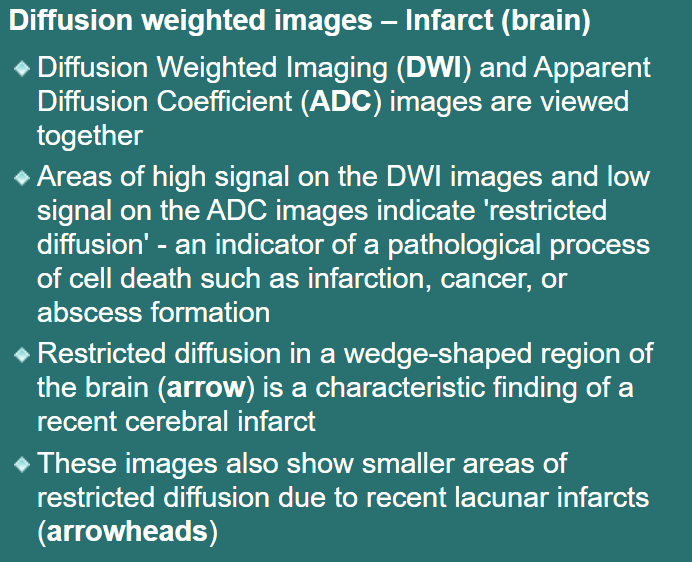 Diffusion weighted images – Infarct (brain)
Diffusion Weighted Imaging (DWI) and Apparent
Diffusion Coefficient (ADC) images are viewed
together
Areas of high signal on the DWI images and low
signal on the ADC images indicate 'restricted
diffusion' - an indicator of a pathological process
of cell death such as infarction, cancer, or
abscess formation
Restricted diffusion in a wedge-shaped region of
the brain (arrow) is a characteristic finding of a
recent cerebral infarct
These images also show smaller areas of
restricted diffusion due to recent lacunar infarcts
(arrowheads)